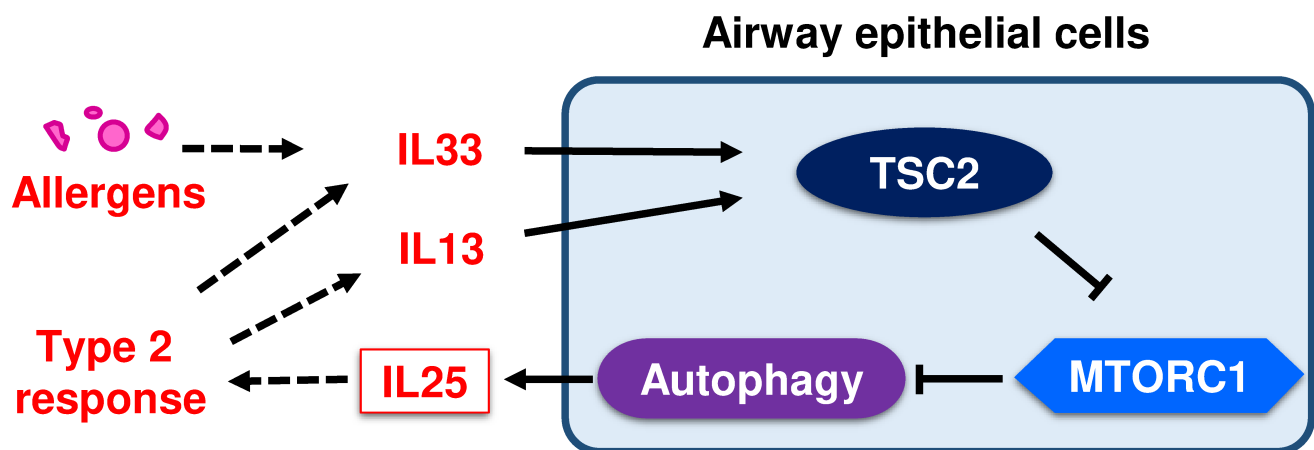 Airway epithelial cells
Allergens
IL33
TSC2
IL13
Type 2
response
IL25
Autophagy
MTORC1